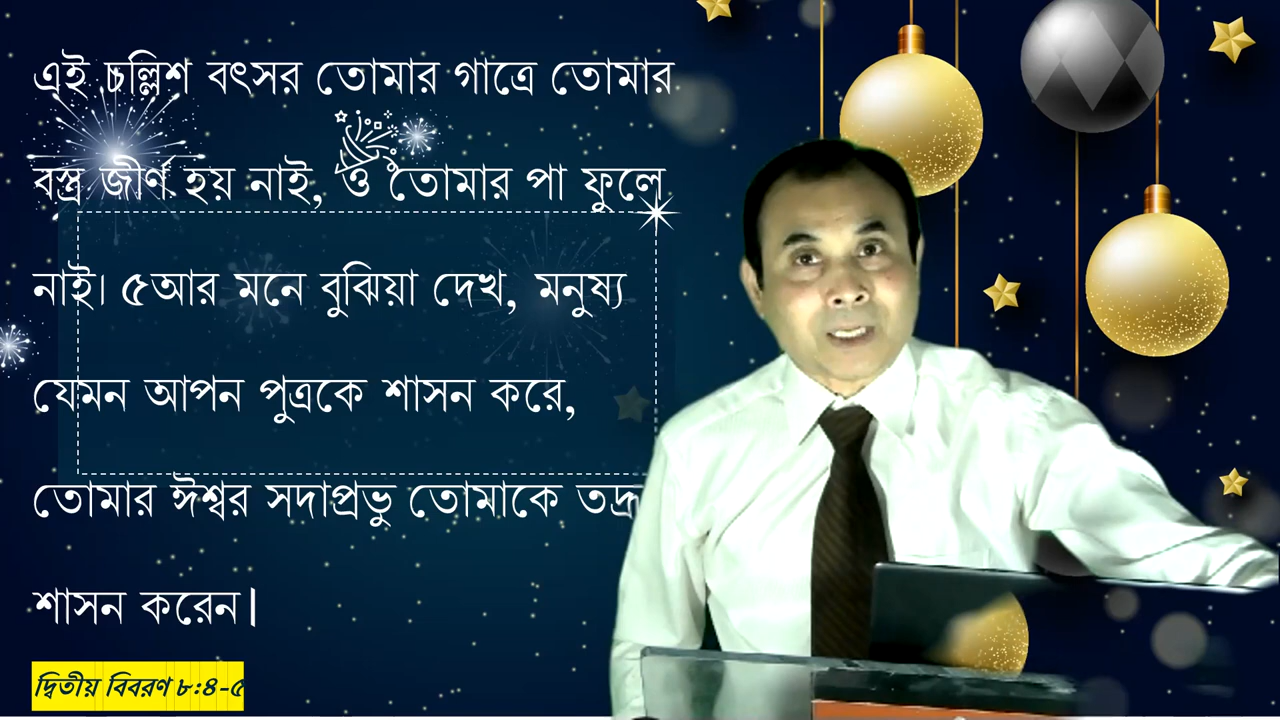 এই চল্লিশ বৎসর তোমার গাত্রে তোমার
বস্ত্র জীর্ণ হয় নাই, ও তোমার পা ফুলে
নাই। ৫আর মনে বুঝিয়া দেখ, মনুষ্য
যেমন আপন পুত্রকে শাসন করে,
তোমার ঈশ্বর সদাপ্রভু তোমাকে
শাসন করেন।
দ্বিতীয় বিবরণ ৮:৪-৫